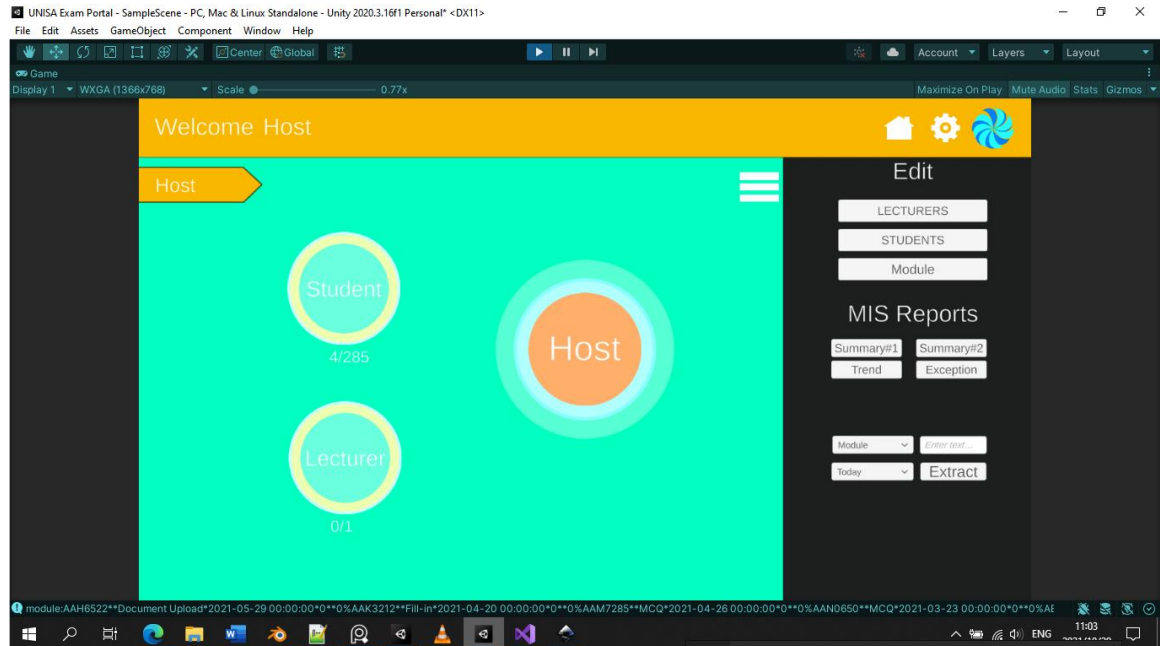 UNISA Exam Portal - SampleScene - PC, Mac & Linux Standalone - Unity 2020.3.16f1 Personal* <DX11>
File Edit Assets GameObject Component Window Help
Center Global Account Layers Layout
Game
Display 1 WXGA (1366x768) Scale 0.77x Maximize On Play Mute Audio Stats Gizmos
Welcome Host
Host
Student
4/285
Host
Lecturer
0/1
Edit
LECTURERS
STUDENTS
Module
MIS Reports
Summary#1 Summary#2
Trend Exception
Module Enter text...
Today Extract
module:AAH6522**Document Upload*2021-05-29 00:00:00*0**0%AAK3212**Fill-in*2021-04-20 00:00:00*0**0%AAM7285**MCQ*2021-04-26 00:00:00*0**0%AAN0650**MCQ*2021-03-23 00:00:00*0**0%AE
ENG 11:03